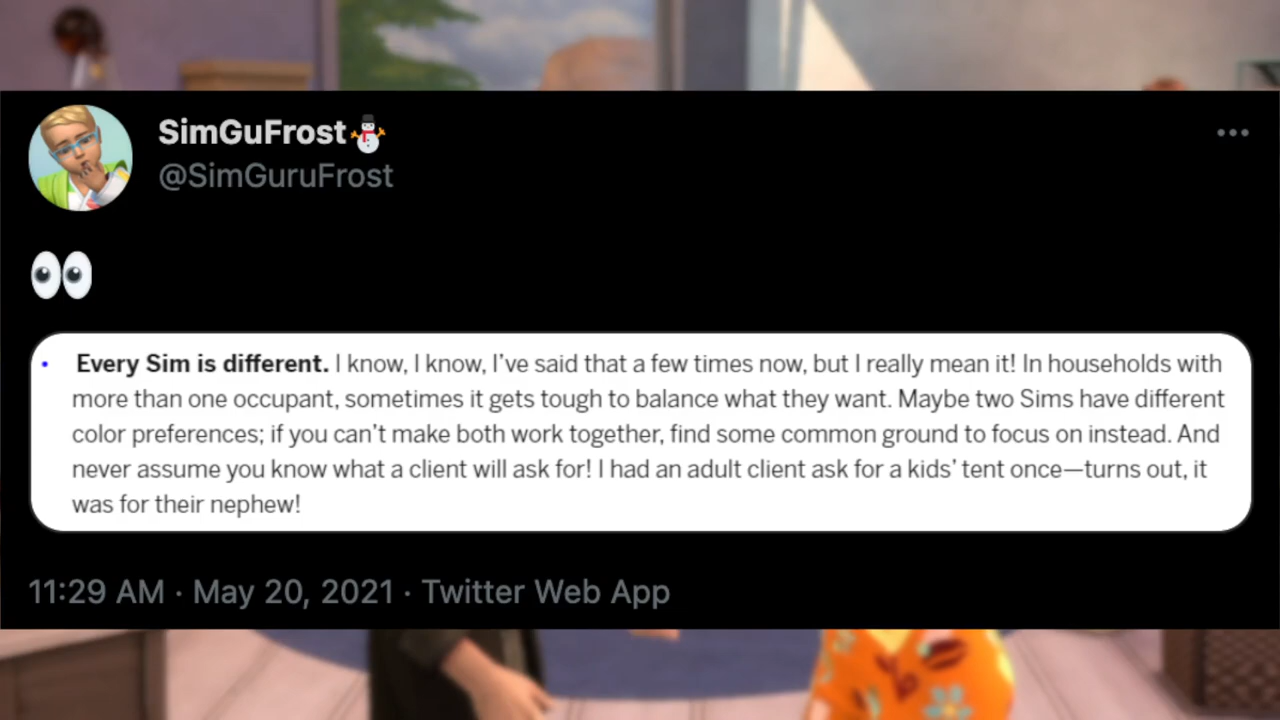 SimGuFrost⛄
@SimGuruFrost
👀
• Every Sim is different. I know, I know, I’ve said that a few times now, but I really mean it! In households with
more than one occupant, sometimes it gets tough to balance what they want. Maybe two Sims have different
color preferences; if you can’t make both work together, find some common ground to focus on instead. And
never assume you know what a client will ask for! I had an adult client ask for a kids’ tent once—turns out, it
was for their nephew!
11:29 AM · May 20, 2021 · Twitter Web App